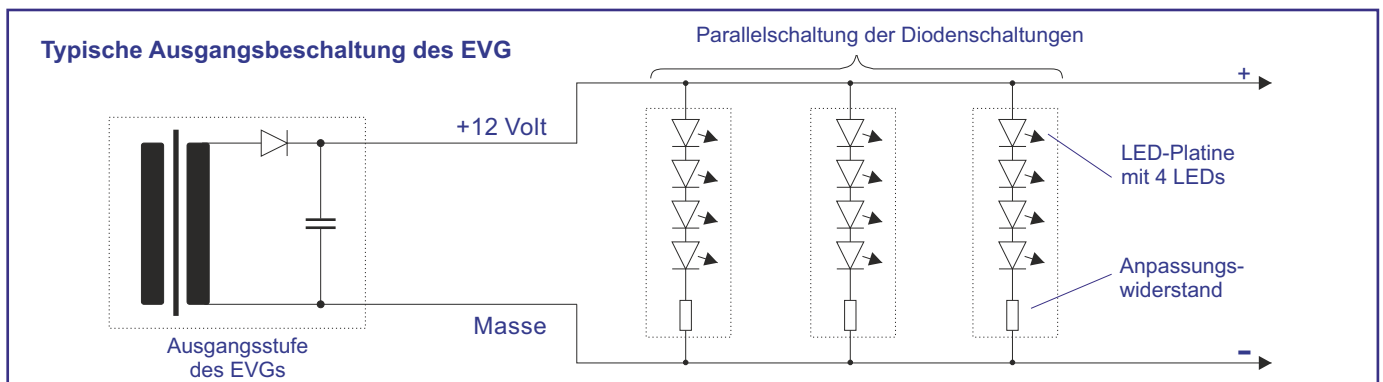 Typische Ausgangsbeschaltung des EVG
Parallelschaltung der Diodenschaltungen
+
+12 Volt
LED-Platine
mit 4 LEDs
Anpassungs-
widerstand
Masse
Ausgangsstufe
des EVGs
-